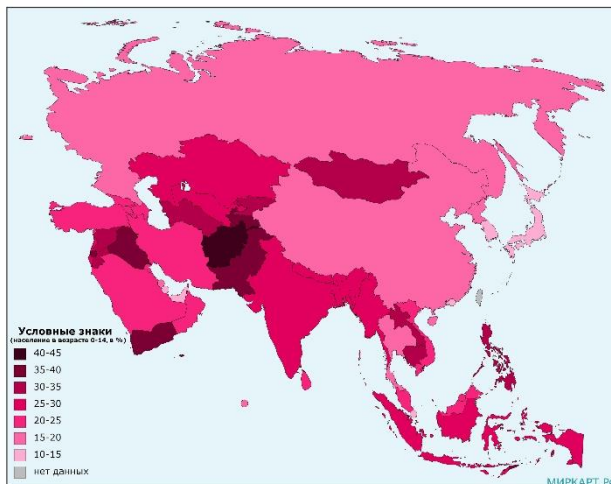 Условные знаки
(население в возрасте 0-14, в %)
40-45
35-40
30-35
25-30
20-25
15-20
10-15
нет данных
МИРКАРТ.РФ